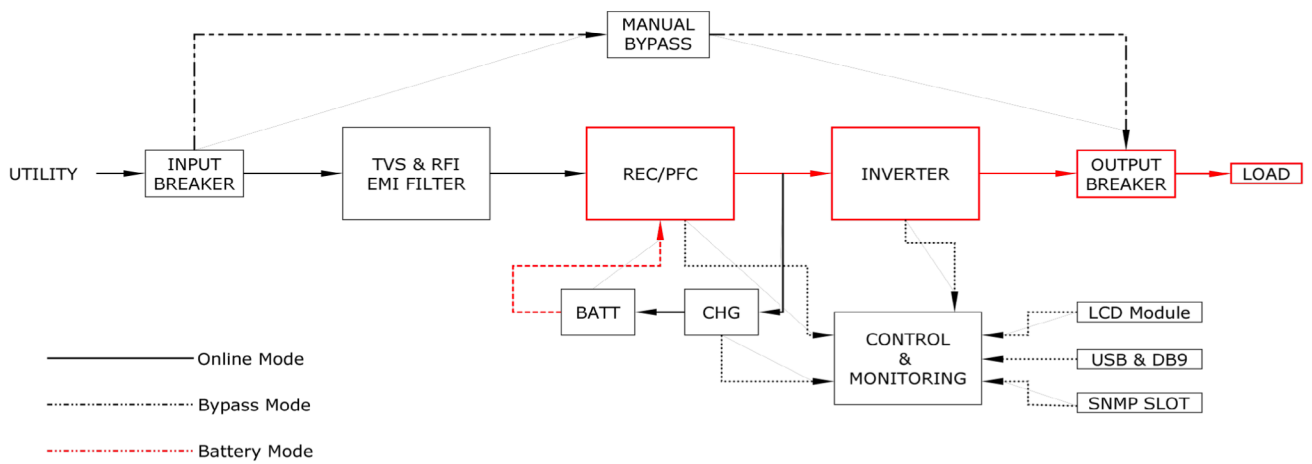 MANUAL
BYPASS
UTILITY
INPUT
BREAKER
TVS & RFI
EMI FILTER
REC/PFC
INVERTER
OUTPUT
BREAKER
LOAD
BATT
CHG
CONTROL
&
MONITORING
LCD Module
USB & DB9
SNMP SLOT
Online Mode
Bypass Mode
Battery Mode